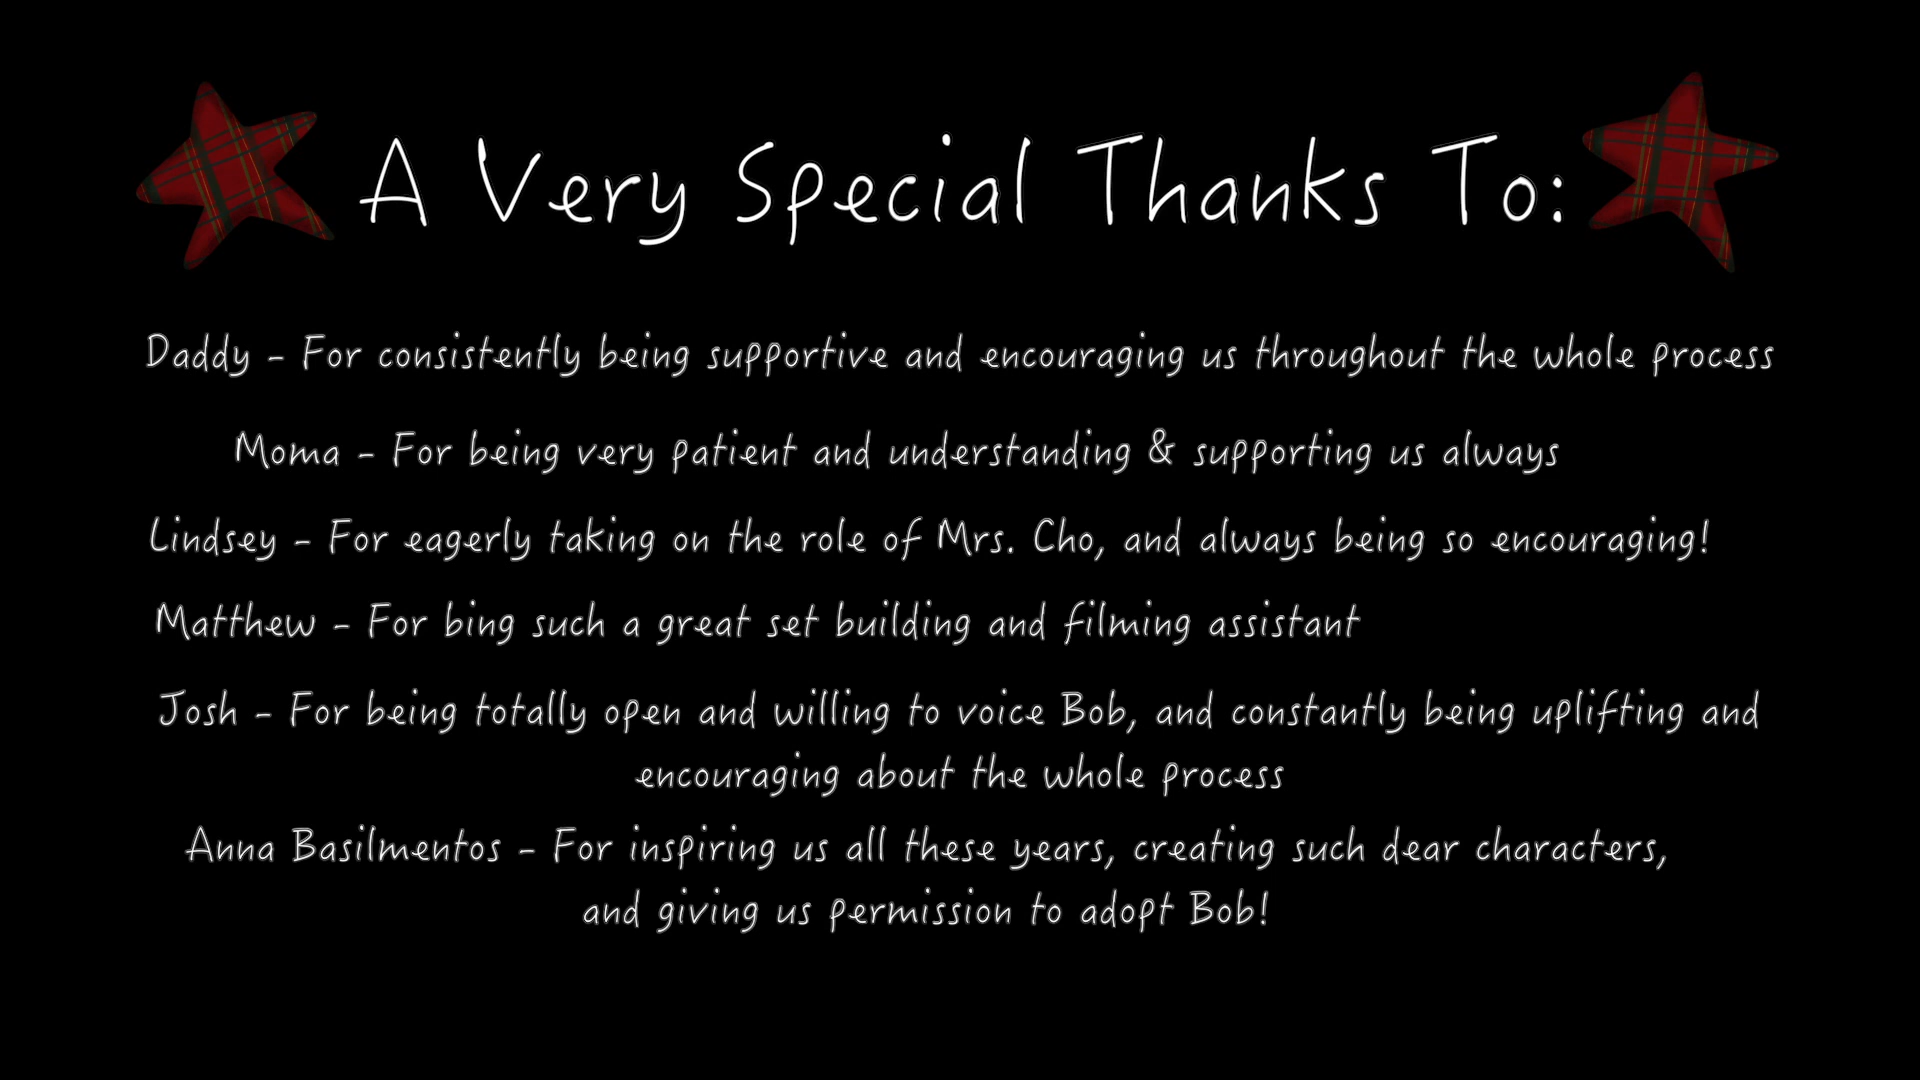 A Very Special Thanks To:
Daddy - For consistently being supportive and encouraging us throughout the whole process
Moma - For being very patient and understanding & supporting us always
Lindsey - For eagerly taking on the role of Mrs. Cho, and always being so encouraging!
Matthew - For bing such a great set building and filming assistant
Josh - For being totally open and willing to voice Bob, and constantly being uplifting and
encouraging about the whole process
Anna Basilmentos - For inspiring us all these years, creating such dear characters,
and giving us permission to adopt Bob!